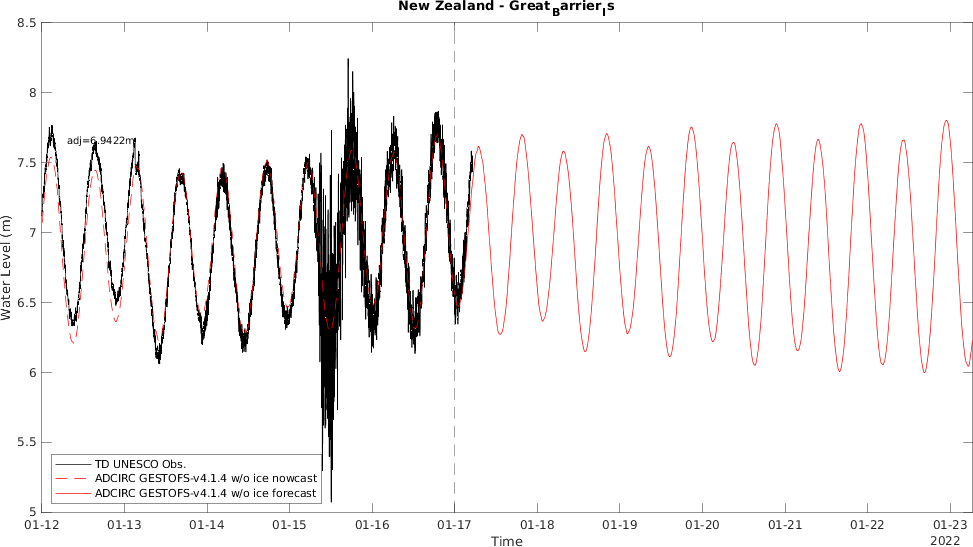 New Zealand - Great_Barrier_Is
8.5
8
7.5
7
6.5
6
5.5
5
Water Level (m)
adj=6.9422m
TD UNESCO Obs.
ADCIRC GESTOFS-v4.1.4 w/o ice nowcast
ADCIRC GESTOFS-v4.1.4 w/o ice forecast
01-12 01-13 01-14 01-15 01-16 01-17 01-18 01-19 01-20 01-21 01-22 01-23
Time
2022